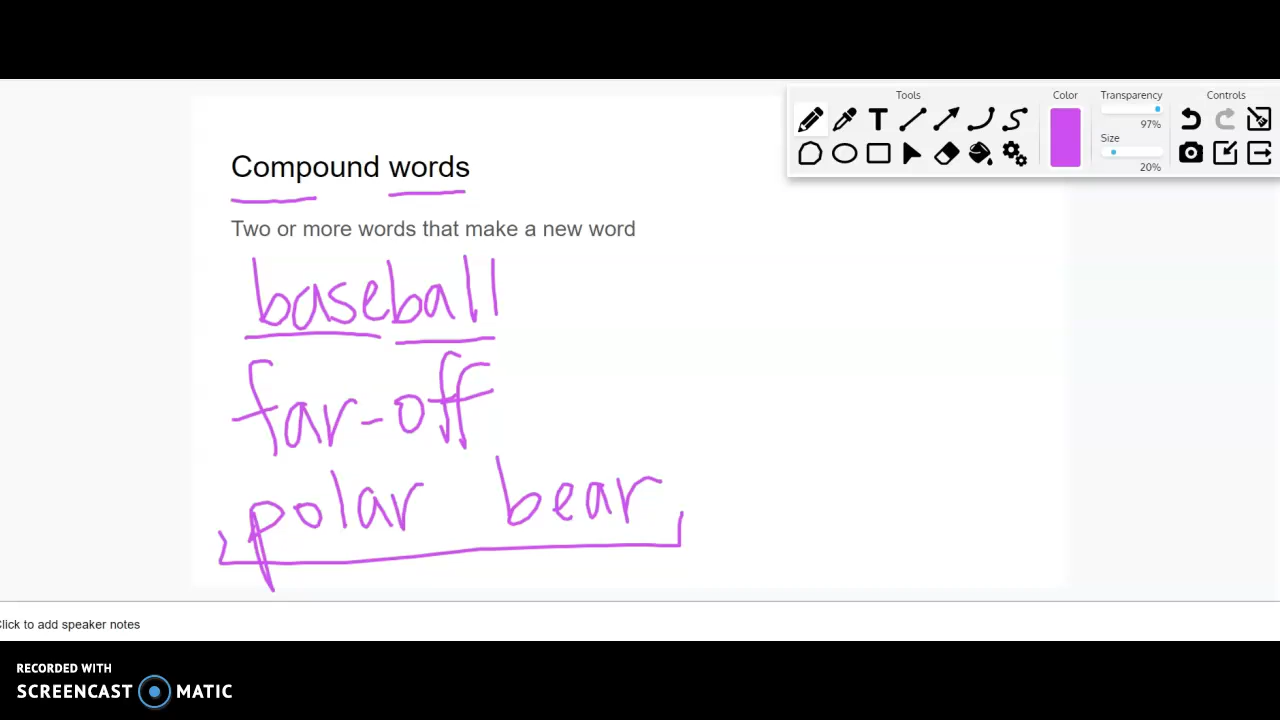 Tools Color Transparency Controls
97%
Size
20%
Compound words
Two or more words that make a new word
baseball
far-off
polar bear
Click to add speaker notes
RECORDED WITH
SCREENCAST MATIC